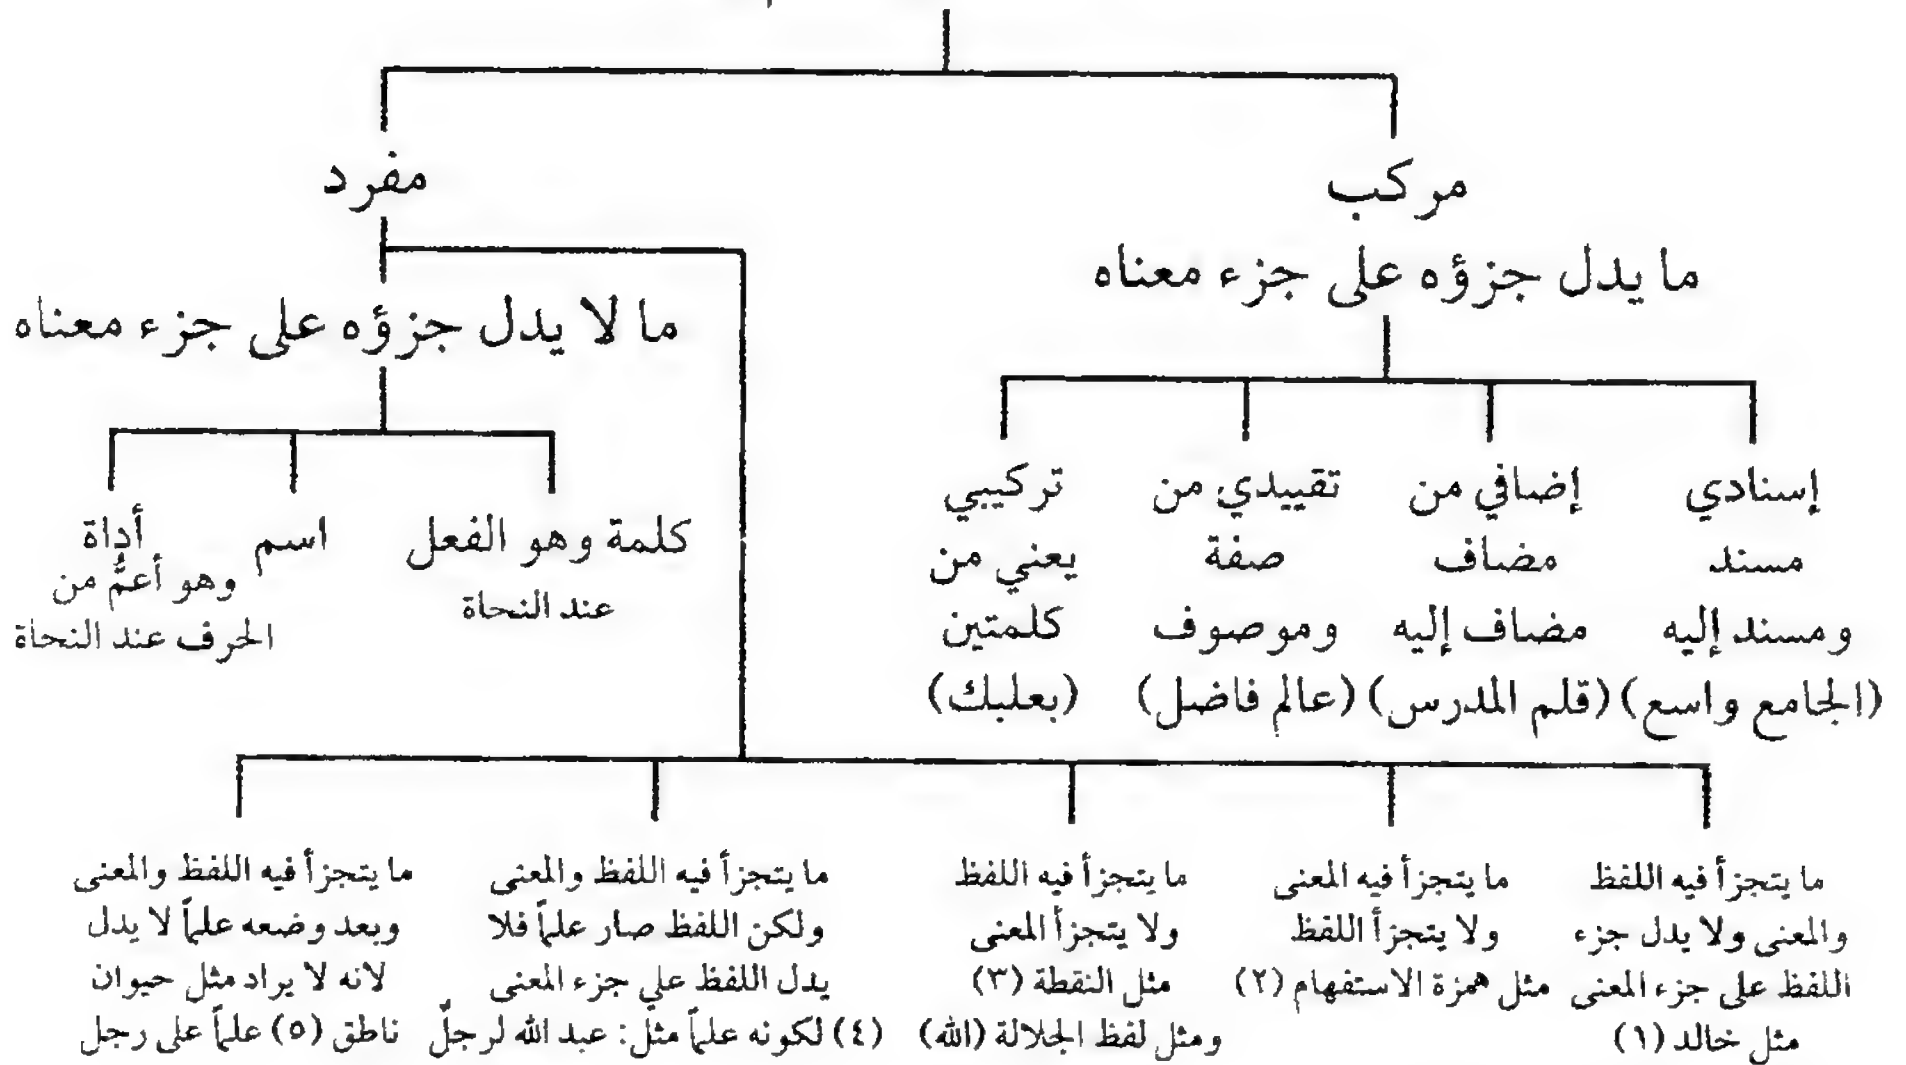 مركب
ما يدل جزؤه على جزء معناه
إسنادي
مسند
ومسند إليه
(الجامع واسع)
إضافي من
مضاف
مضاف إليه
(قلم المدرس)
تقييدي من
صفة
وموصوف
(عالم فاضل)
تركيبي
يعني من
كلمتين
(بعلبك)
مفرد
ما لا يدل جزؤه على جزء معناه
كلمة وهو الفعل
عند النحاة
اسم
أداة
وهو أعمُّ من
الحرف عند النحاة
ما يتجزأ فيه اللفظ
والمعنى ولا يدل جزء
اللفظ على جزء المعنى
مثل خالد (١)
ما يتجزأ فيه المعنى
ولا يتجزأ اللفظ
مثل همزة الاستفهام (٢)
ما يتجزأ فيه اللفظ
ولا يتجزأ المعنى
مثل النقطة (٣)
ومثل لفظ الجلالة (الله)
ما يتجزأ فيه اللفظ والمعنى
ولكن اللفظ صار علماً فلا
يدل اللفظ علي جزء المعنى
(٤) لكونه علماً مثل: عبد الله لرجلٌ
ما يتجزأ فيه اللفظ والمعنى
وبعد وضعه علماً لا يدل
لانه لا يراد مثل حيوان
ناطق (٥) علماً على رجل